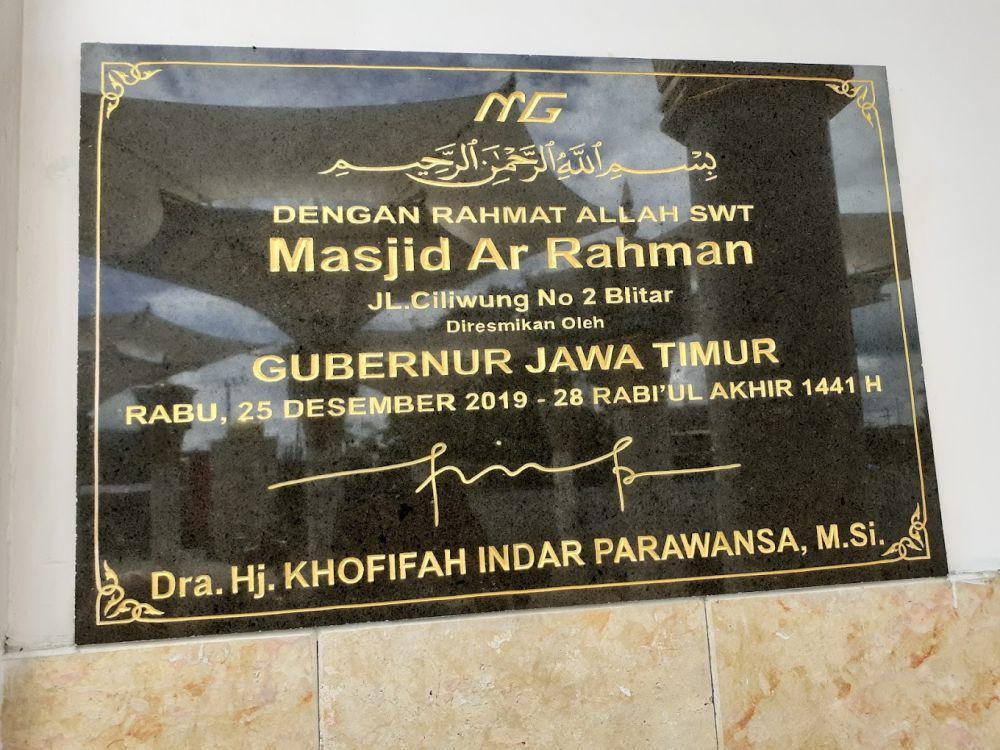 MG
بِسْمِ اللَّهِ الرَّحْمَٰنِ الرَّحِيمِ
DENGAN RAHMAT ALLAH SWT
Masjid Ar Rahman
JL.Ciliwung No 2 Blitar
Diresmikan Oleh
GUBERNUR JAWA TIMUR
RABU, 25 DESEMBER 2019 - 28 RABI'UL AKHIR 1441 H
Dra. Hj. KHOFIFAH INDAR PARAWANSA, M.Si.